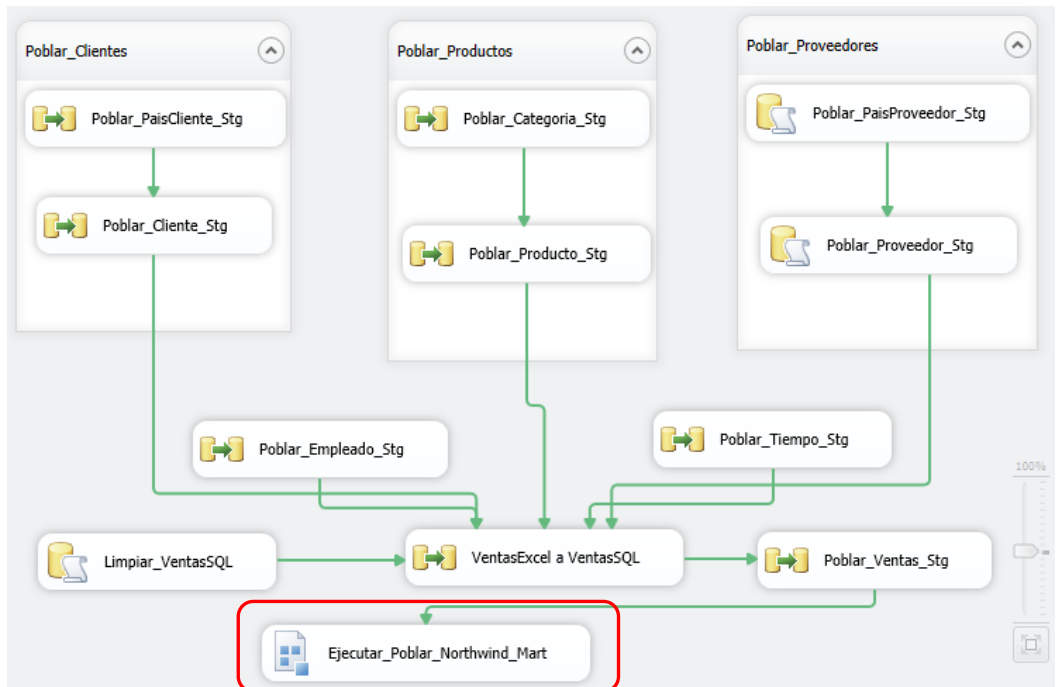 Poblar_Clientes
Poblar_PaisCliente_Stg
Poblar_Cliente_Stg
Poblar_Productos
Poblar_Categoria_Stg
Poblar_Producto_Stg
Poblar_Proveedores
Poblar_PaisProveedor_Stg
Poblar_Proveedor_Stg
Poblar_Empleado_Stg
Poblar_Tiempo_Stg
100%
Limpiar_VentasSQL
VentasExcel a VentasSQL
Poblar_Ventas_Stg
Ejecutar_Poblar_Northwind_Mart